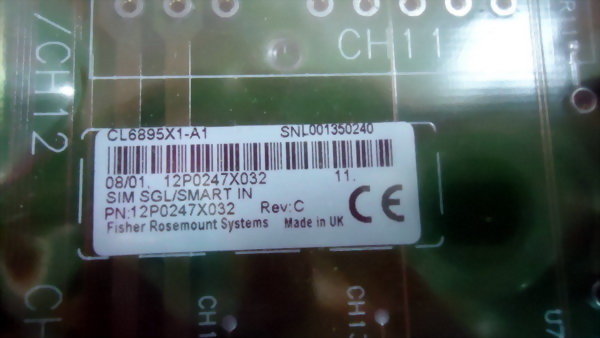 CH11
/CH12
CL6895X1-A1 SNL001350240
08/01, 12P0247X032 11.
SIM SGL/SMART IN
PN:12P0247X032 Rev:C
CE
Fisher Rosemount Systems Made in UK